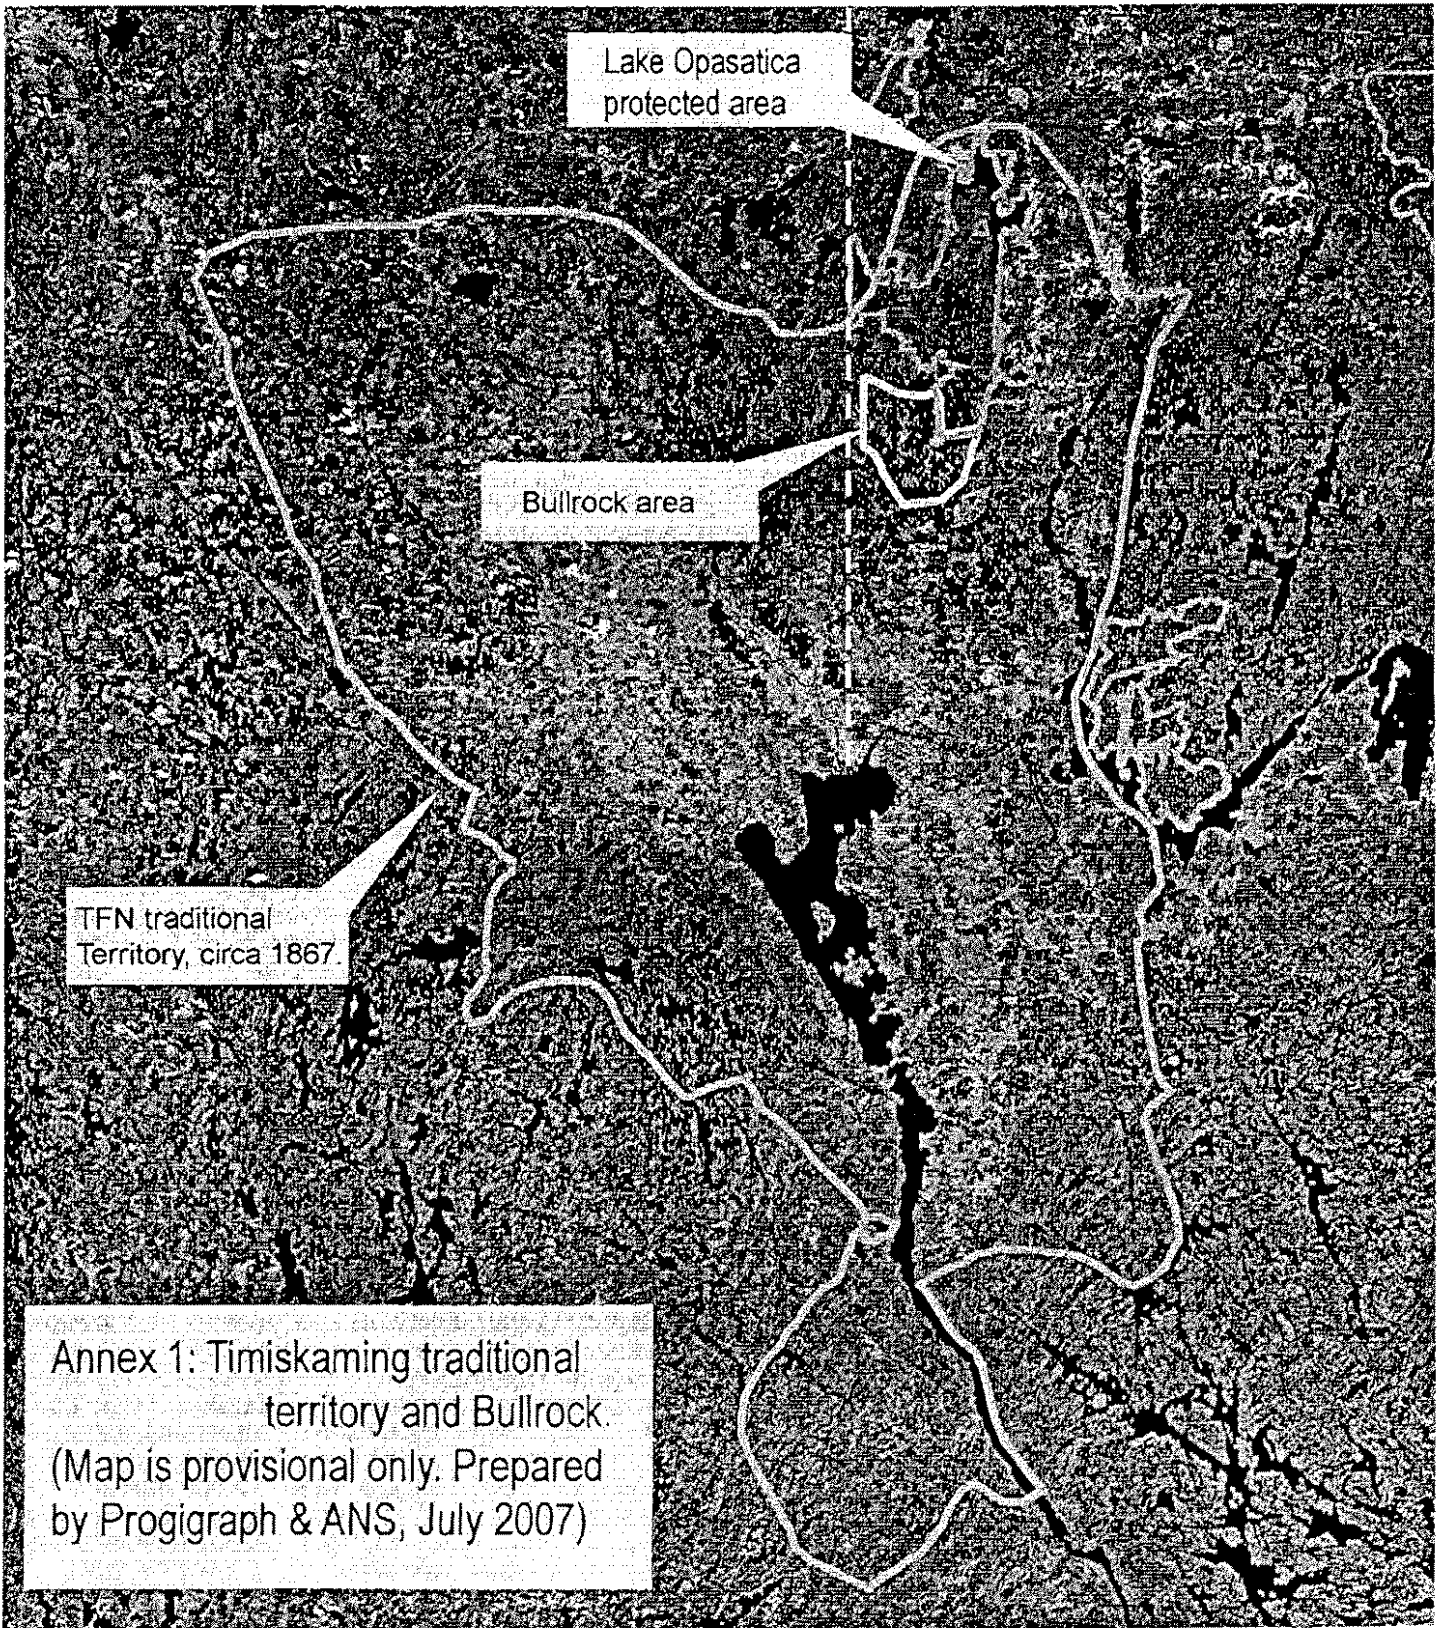 Lake Opasatica
protected area
Bullrock area
TFN traditional
Territory, circa 1867.
Annex 1: Timiskaming traditional
territory and Bullrock.
(Map is provisional only. Prepared
by Progigraph & ANS, July 2007)